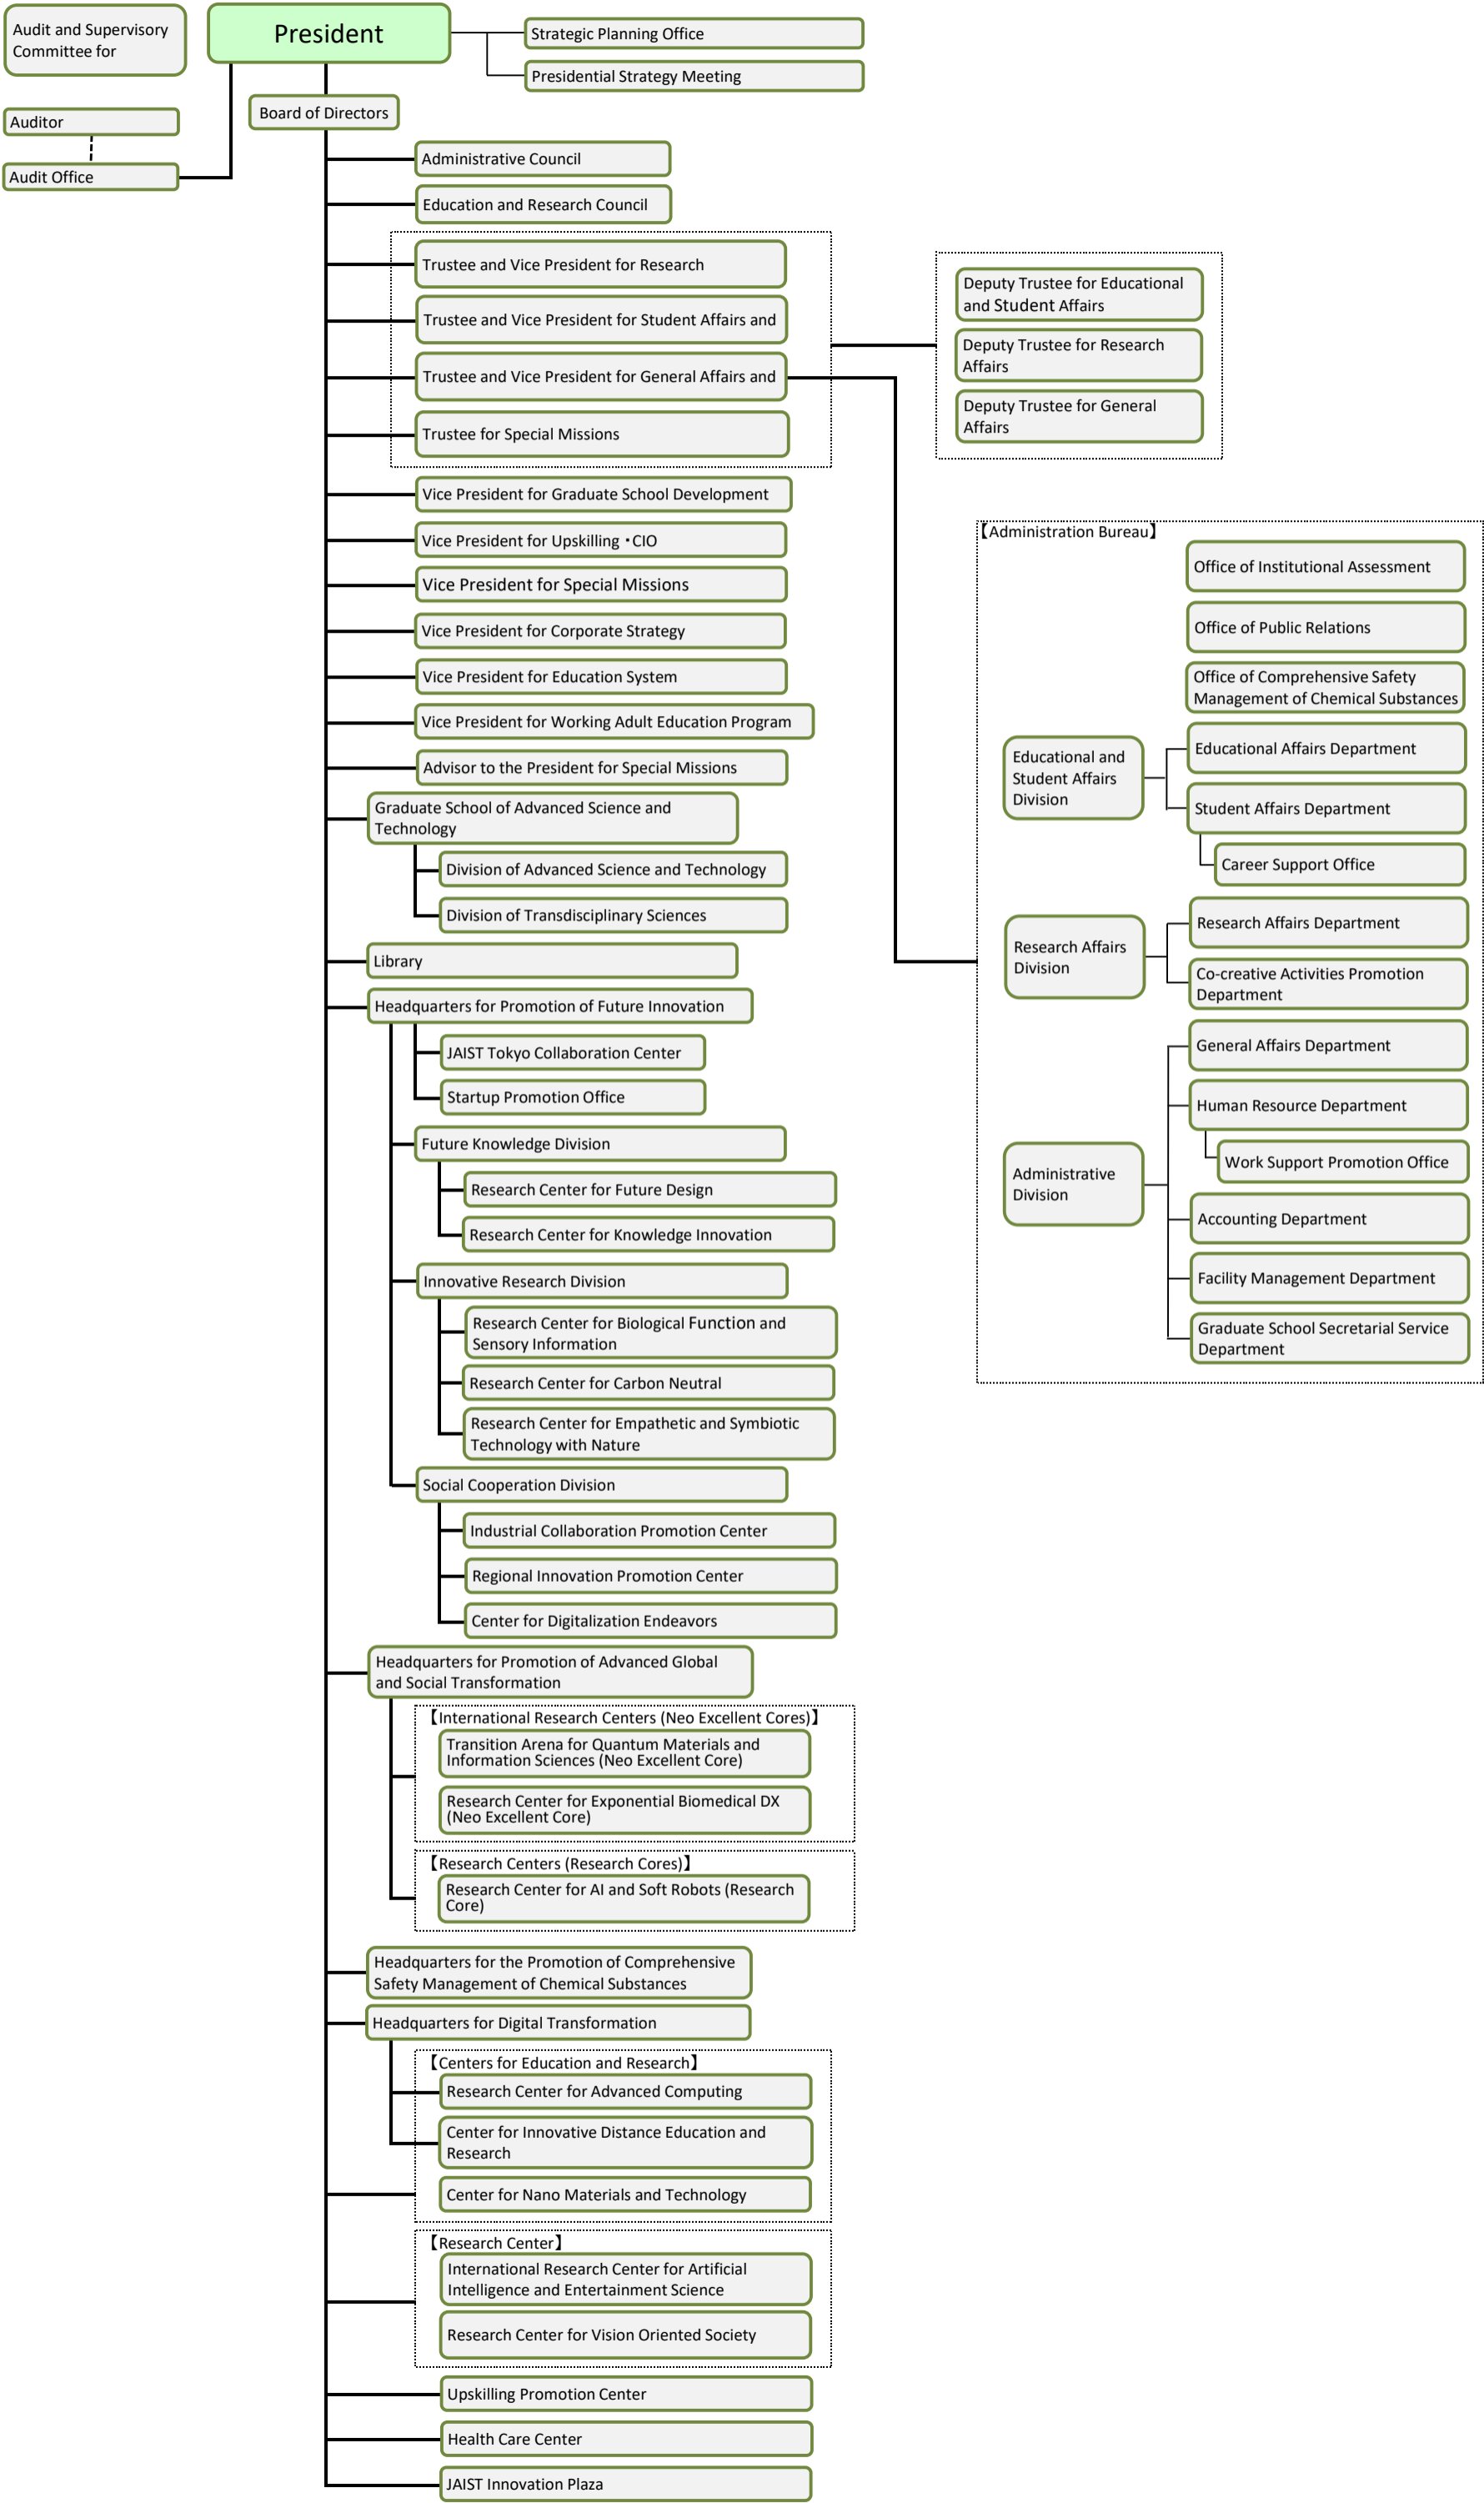 Audit and Supervisory
Committee for
President
Strategic Planning Office
Presidential Strategy Meeting
Board of Directors
Auditor
Audit Office
Administrative Council
Education and Research Council
Trustee and Vice President for Research
Trustee and Vice President for Student Affairs and
Trustee and Vice President for General Affairs and
Trustee for Special Missions
Deputy Trustee for Educational
and Student Affairs
Deputy Trustee for Research
Affairs
Deputy Trustee for General
Affairs
Vice President for Graduate School Development
Vice President for Upskilling・CIO
Vice President for Special Missions
Vice President for Corporate Strategy
Vice President for Education System
Vice President for Working Adult Education Program
Advisor to the President for Special Missions
Graduate School of Advanced Science and
Technology
Division of Advanced Science and Technology
Division of Transdisciplinary Sciences
Library
Headquarters for Promotion of Future Innovation
JAIST Tokyo Collaboration Center
Startup Promotion Office
Future Knowledge Division
Research Center for Future Design
Research Center for Knowledge Innovation
Innovative Research Division
Research Center for Biological Function and
Sensory Information
Research Center for Carbon Neutral
Research Center for Empathetic and Symbiotic
Technology with Nature
Social Cooperation Division
Industrial Collaboration Promotion Center
Regional Innovation Promotion Center
Center for Digitalization Endeavors
Headquarters for Promotion of Advanced Global
and Social Transformation
【International Research Centers (Neo Excellent Cores)】
Transition Arena for Quantum Materials and
Information Sciences (Neo Excellent Core)
Research Center for Exponential Biomedical DX
(Neo Excellent Core)
【Research Centers (Research Cores)】
Research Center for AI and Soft Robots (Research
Core)
Headquarters for the Promotion of Comprehensive
Safety Management of Chemical Substances
Headquarters for Digital Transformation
【Centers for Education and Research】
Research Center for Advanced Computing
Center for Innovative Distance Education and
Research
Center for Nano Materials and Technology
【Research Center】
International Research Center for Artificial
Intelligence and Entertainment Science
Research Center for Vision Oriented Society
Upskilling Promotion Center
Health Care Center
JAIST Innovation Plaza
【Administration Bureau】
Office of Institutional Assessment
Office of Public Relations
Office of Comprehensive Safety
Management of Chemical Substances
Educational and
Student Affairs
Division
Educational Affairs Department
Student Affairs Department
Career Support Office
Research Affairs
Division
Research Affairs Department
Co-creative Activities Promotion
Department
Administrative
Division
General Affairs Department
Human Resource Department
Work Support Promotion Office
Accounting Department
Facility Management Department
Graduate School Secretarial Service
Department